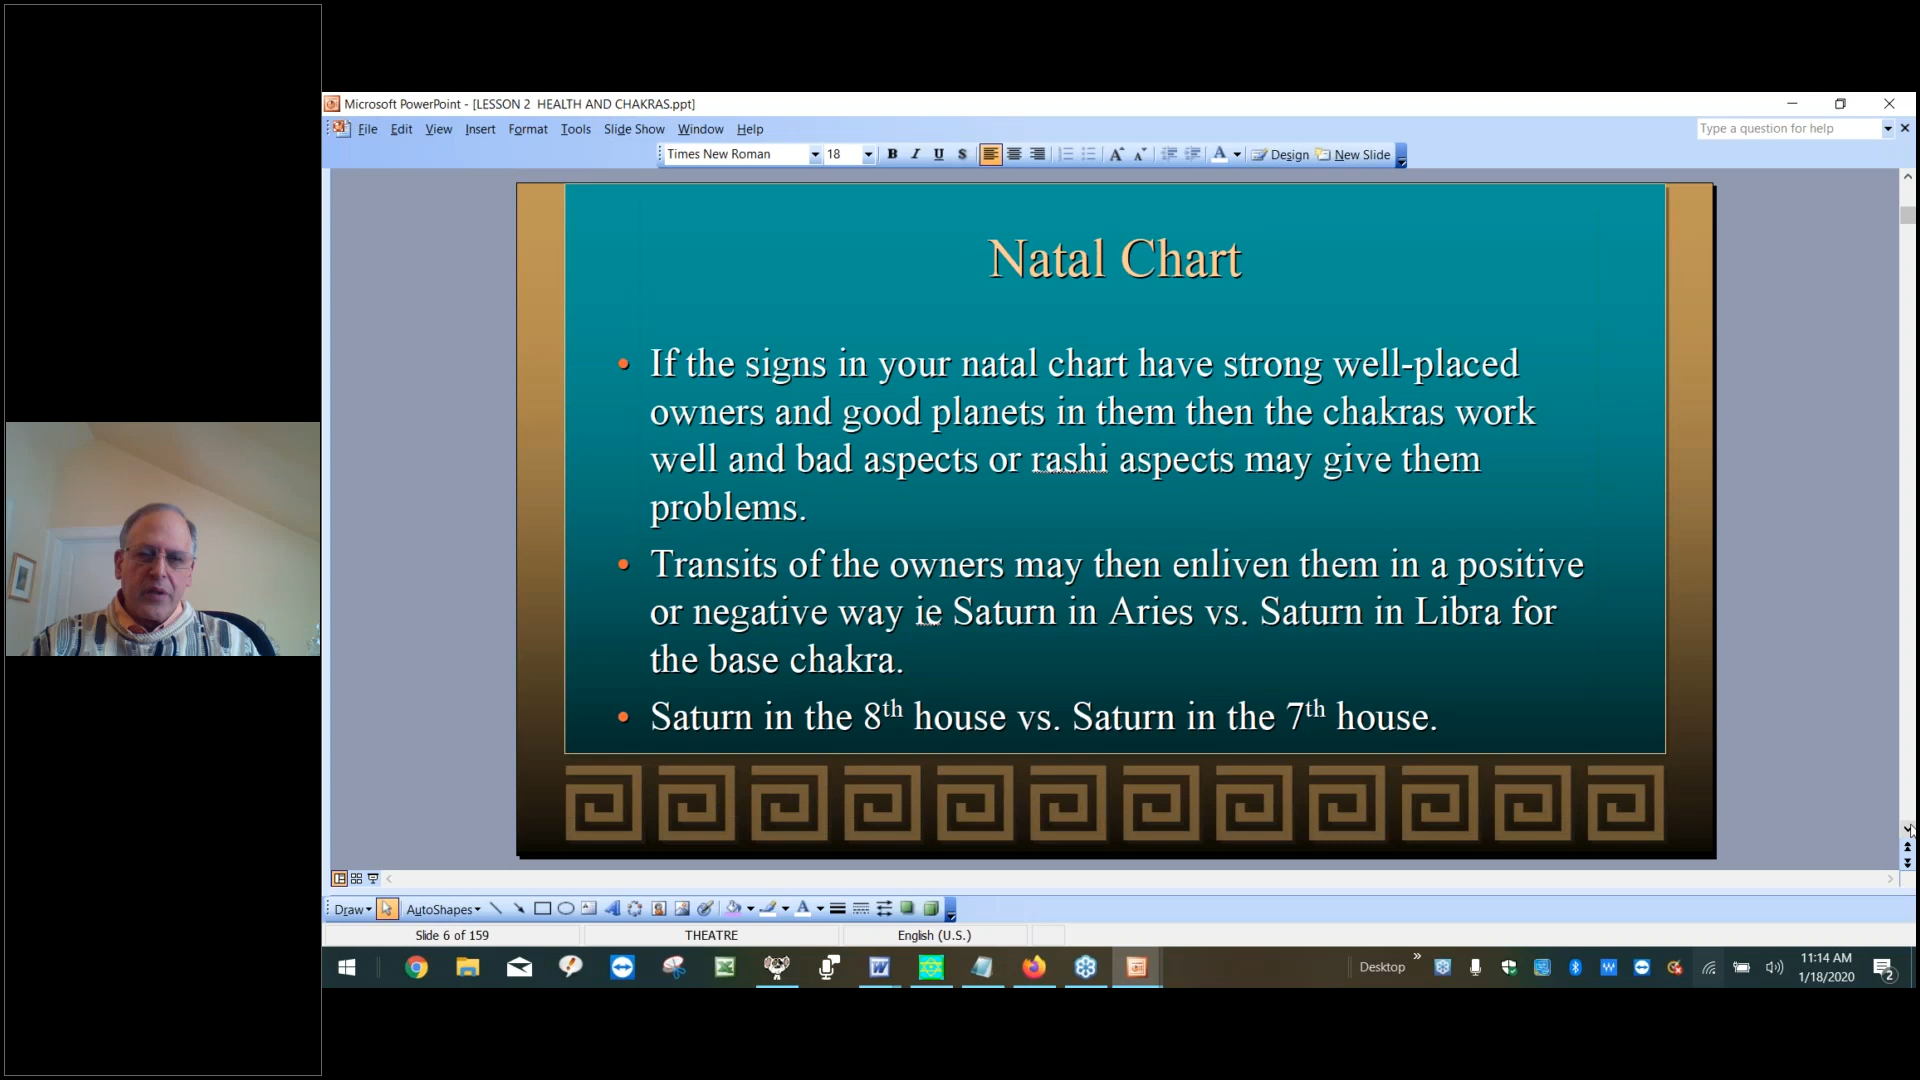 Microsoft PowerPoint - [LESSON 2  HEALTH AND CHAKRAS.ppt]
File Edit View Insert Format Tools Slide Show Window Help
Type a question for help
Times New Roman 18 B I U S A A A Design New Slide
Natal Chart
• If the signs in your natal chart have strong well-placed
owners and good planets in them then the chakras work
well and bad aspects or rashi aspects may give them
problems.
• Transits of the owners may then enliven them in a positive
or negative way ie Saturn in Aries vs. Saturn in Libra for
the base chakra.
• Saturn in the 8th house vs. Saturn in the 7th house.
Draw AutoShapes A
Slide 6 of 159 THEATRE English (U.S.)
Desktop
11:14 AM
1/18/2020
2